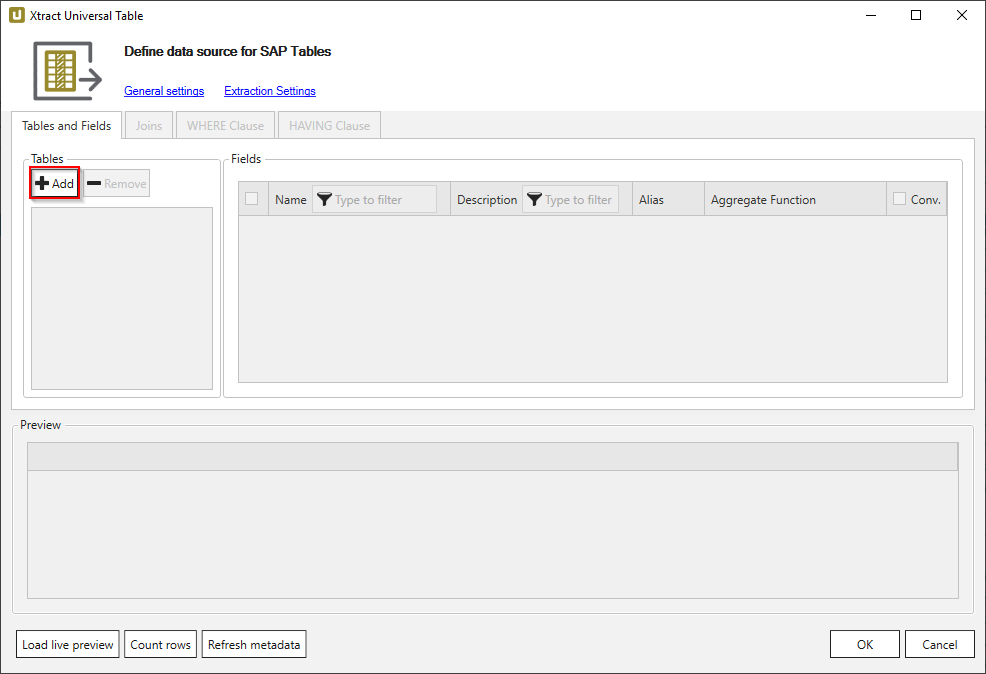 U Xtract Universal Table
Define data source for SAP Tables
General settings Extraction Settings
Tables and Fields Joins WHERE Clause HAVING Clause
Tables
Add Remove
Fields
Name Type to filter Description Type to filter Alias Aggregate Function Conv.
Preview
Load live preview Count rows Refresh metadata OK Cancel